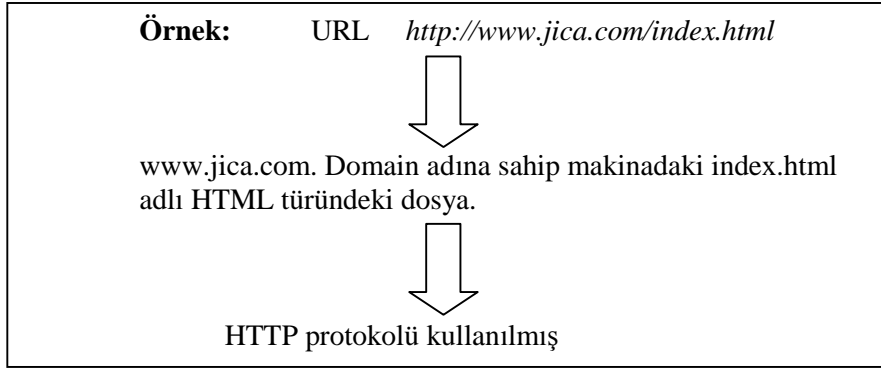 Örnek: URL http://www.jica.com/index.html
www.jica.com. Domain adına sahip makinadaki index.html
adlı HTML türündeki dosya.
HTTP protokolü kullanılmış